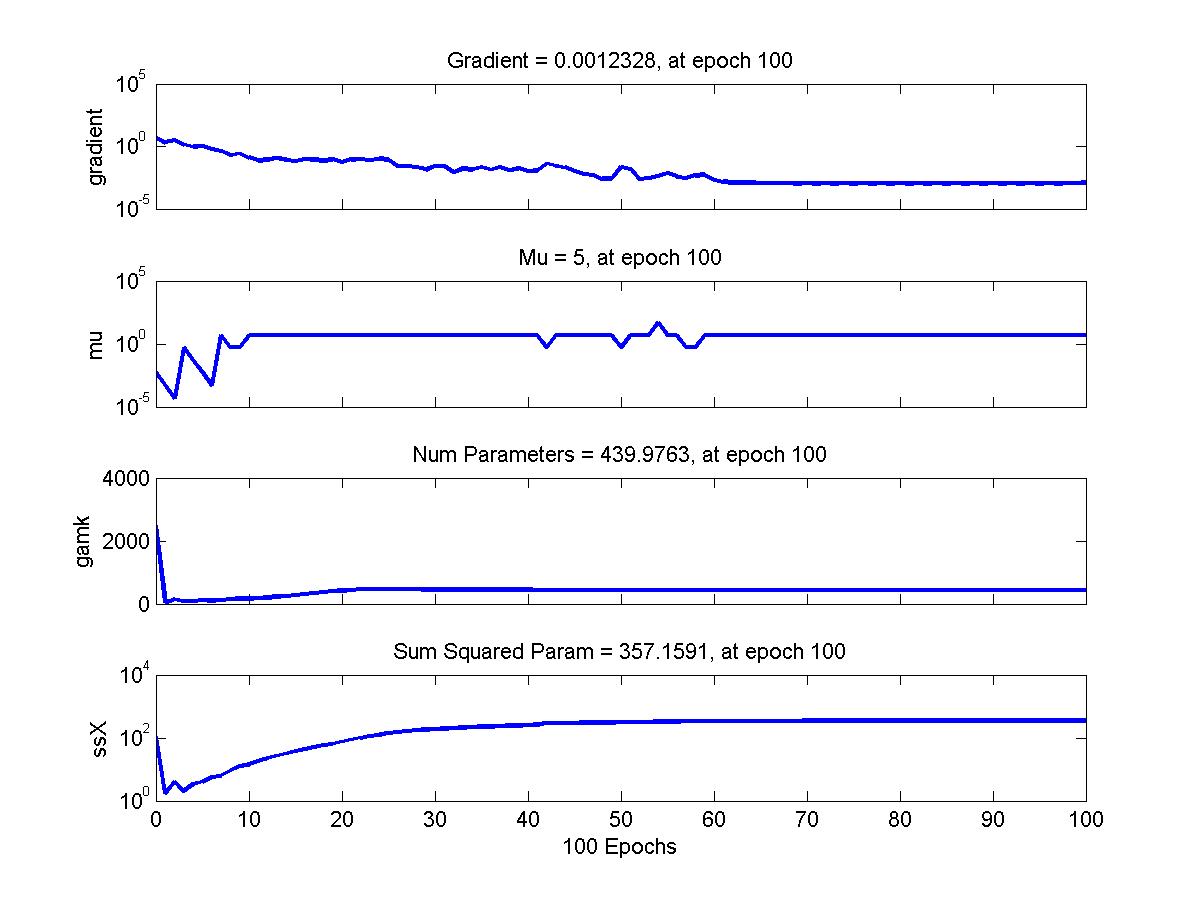 Gradient = 0.0012328, at epoch 100
10^5
10^0
10^-5
gradient
Mu = 5, at epoch 100
10^5
10^0
10^-5
mu
Num Parameters = 439.9763, at epoch 100
4000
2000
0
gamk
Sum Squared Param = 357.1591, at epoch 100
10^4
10^2
10^0
ssX
0 10 20 30 40 50 60 70 80 90 100
100 Epochs